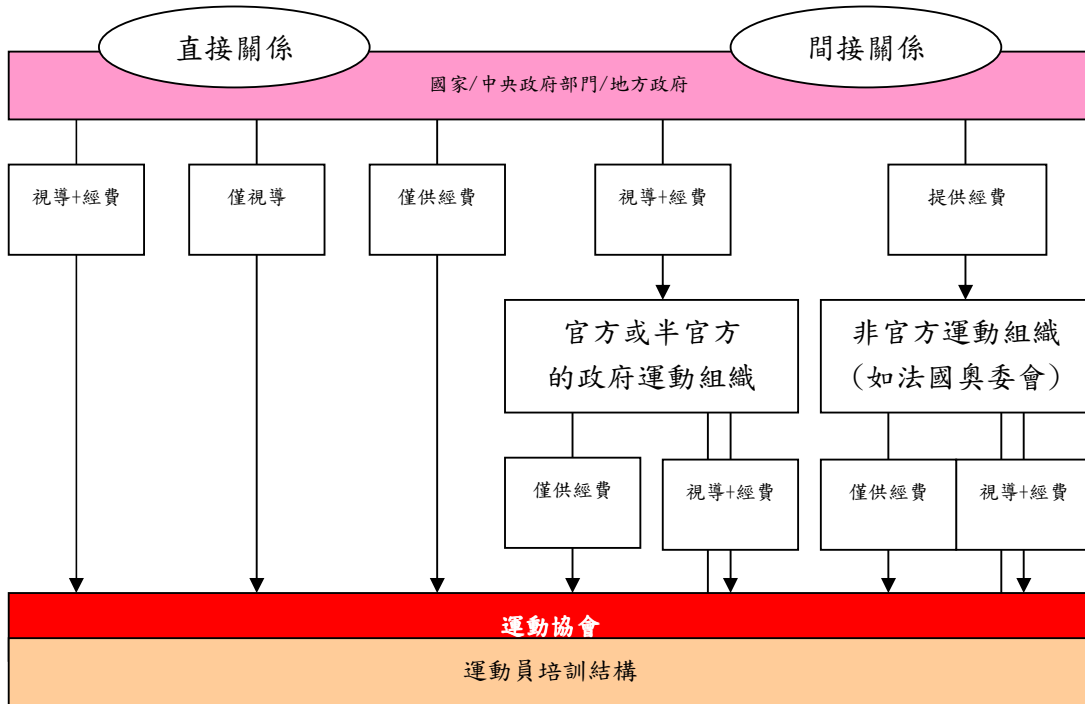 直接關係
間接關係
國家/中央政府部門/地方政府
視導+經費
僅視導
僅供經費
視導+經費
提供經費
官方或半官方
的政府運動組織
非官方運動組織
(如法國奧委會)
僅供經費
視導+經費
僅供經費
視導+經費
運動協會
運動員培訓結構